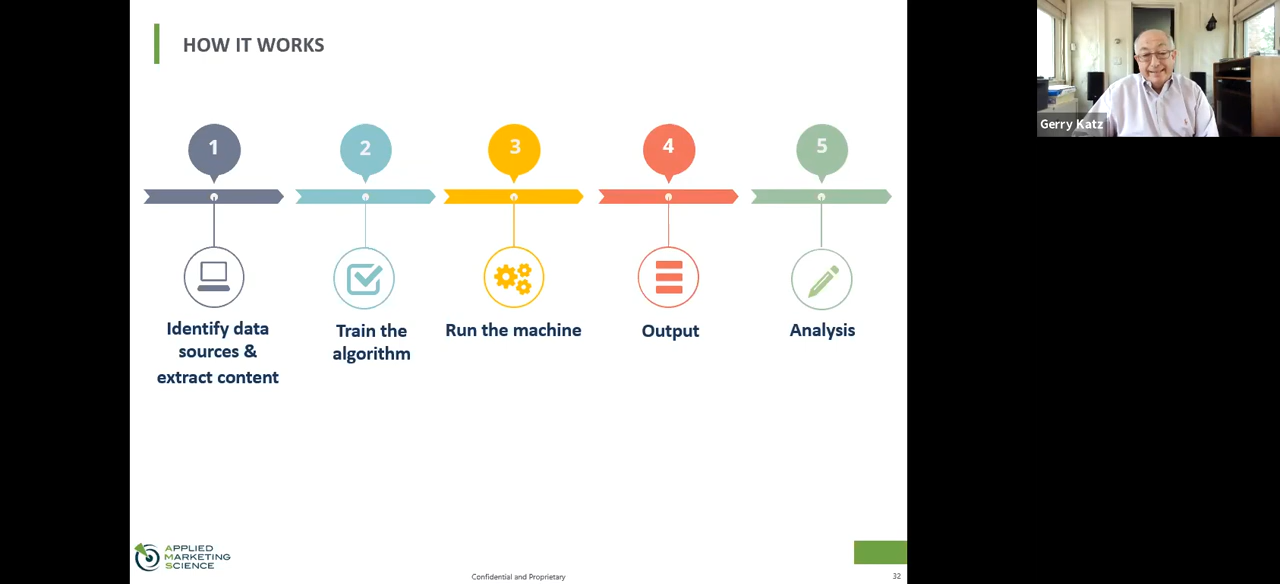 HOW IT WORKS
Gerry Katz
1
2
3
4
5
Identify data
sources &
extract content
Train the
algorithm
Run the machine
Output
Analysis
APPLIED
MARKETING
SCIENCE
Confidential and Proprietary
32